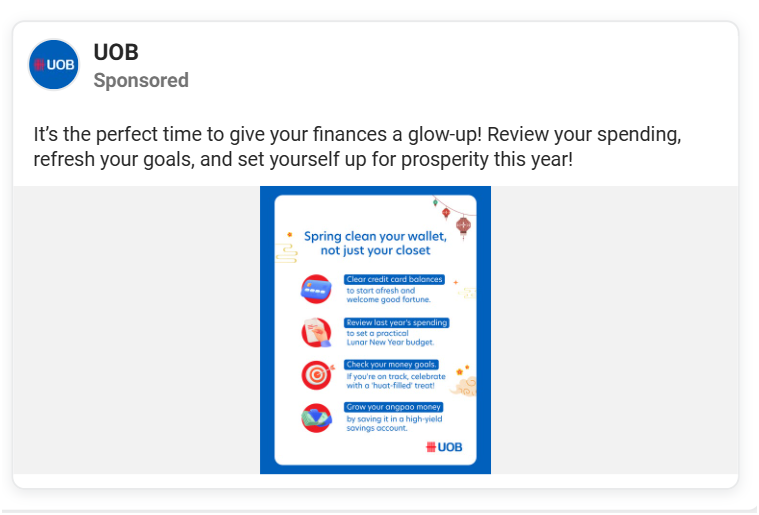 UOB
UOB
Sponsored
It’s the perfect time to give your finances a glow-up! Review your spending,
refresh your goals, and set yourself up for prosperity this year!
Spring clean your wallet,
not just your closet
Clear credit card balances
to start afresh and
welcome good fortune.
Review last year's spending
to set a practical
Lunar New Year budget.
Check your money goals.
If you're on track, celebrate
with a 'huat-filled' treat!
Grow your angpao money
by saving it in a high-yield
savings account.
UOB